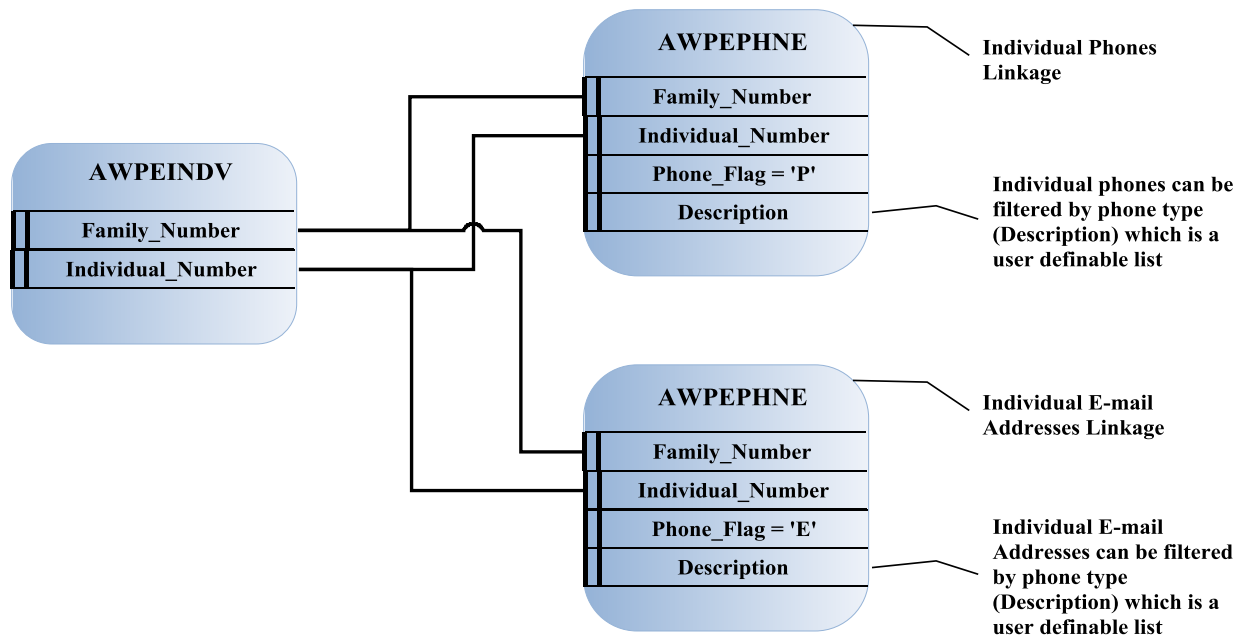 AWPEINDV
Family_Number
Individual_Number
AWPEPHNE
Family_Number
Individual_Number
Phone_Flag = 'P'
Description
Individual Phones
Linkage
Individual phones can be
filtered by phone type
(Description) which is a
user definable list
AWPEPHNE
Family_Number
Individual_Number
Phone_Flag = 'E'
Description
Individual E-mail
Addresses Linkage
Individual E-mail
Addresses can be filtered
by phone type
(Description) which is a
user definable list